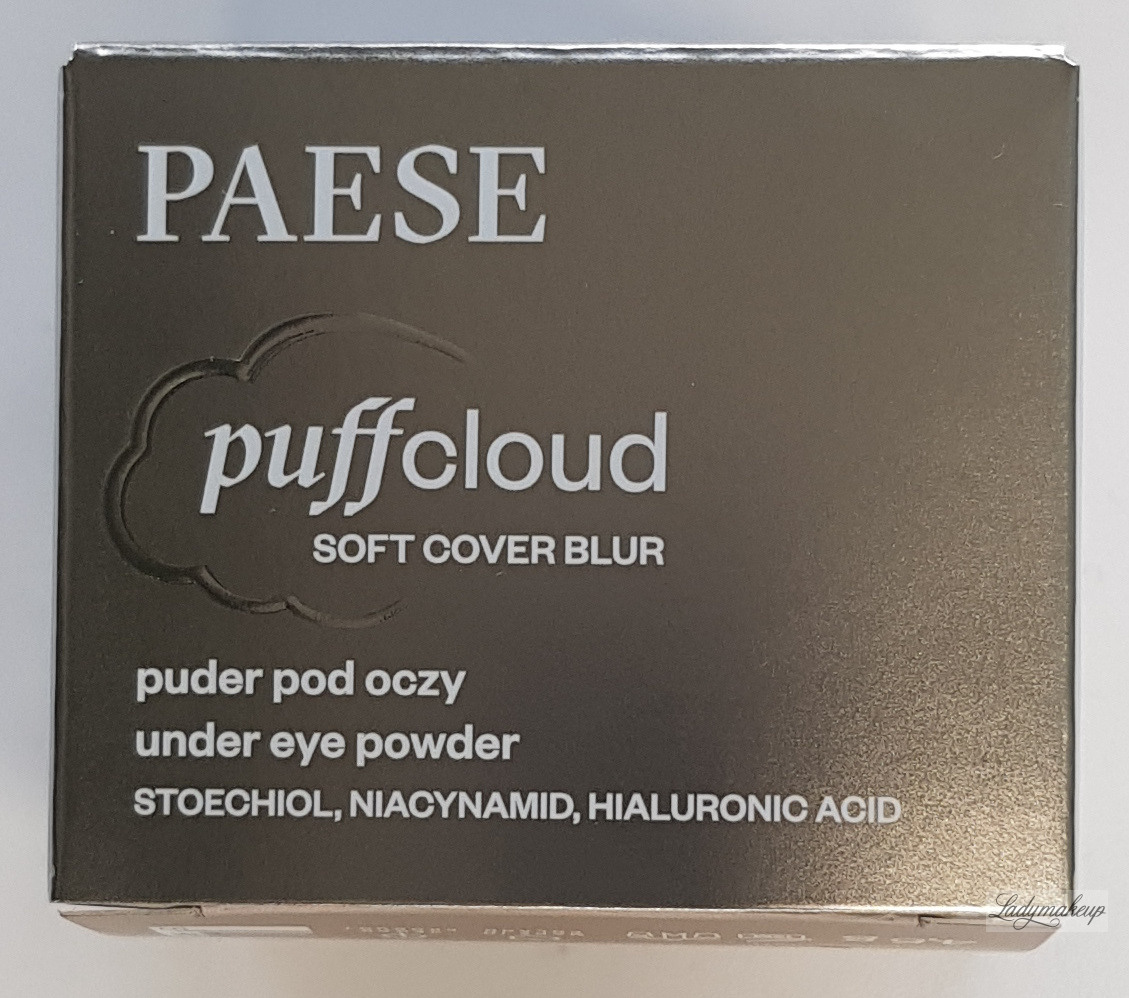 PAESE
puffcloud
SOFT COVER BLUR
puder pod oczy
under eye powder
STOECHIOL, NIACYNAMID, HIALURONIC ACID
Ladymakeup